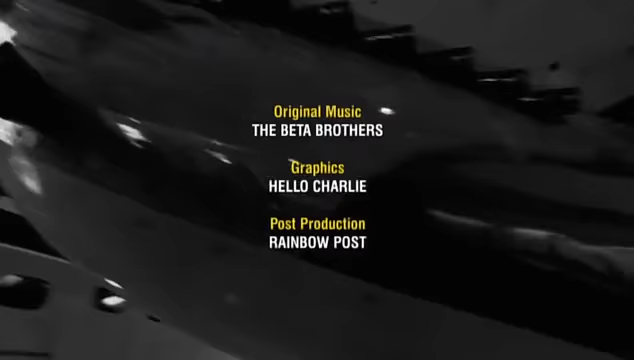 Original Music
THE BETA BROTHERS
Graphics
HELLO CHARLIE
Post Production
RAINBOW POST